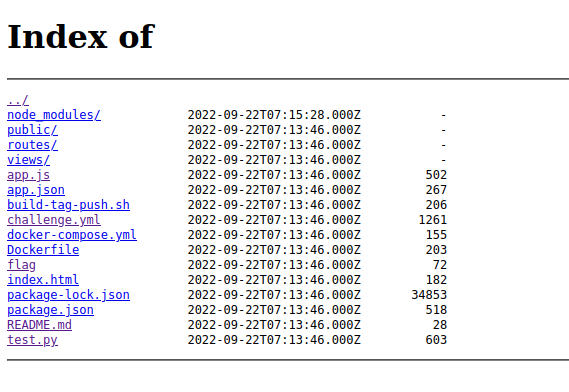 Index of
../
node_modules/ 2022-09-22T07:15:28.000Z -
public/ 2022-09-22T07:13:46.000Z -
routes/ 2022-09-22T07:13:46.000Z -
views/ 2022-09-22T07:13:46.000Z -
app.js 2022-09-22T07:13:46.000Z 502
app.json 2022-09-22T07:13:46.000Z 267
build-tag-push.sh 2022-09-22T07:13:46.000Z 206
challenge.yml 2022-09-22T07:13:46.000Z 1261
docker-compose.yml 2022-09-22T07:13:46.000Z 155
Dockerfile 2022-09-22T07:13:46.000Z 203
flag 2022-09-22T07:13:46.000Z 72
index.html 2022-09-22T07:13:46.000Z 182
package-lock.json 2022-09-22T07:13:46.000Z 34853
package.json 2022-09-22T07:13:46.000Z 518
README.md 2022-09-22T07:13:46.000Z 28
test.py 2022-09-22T07:13:46.000Z 603